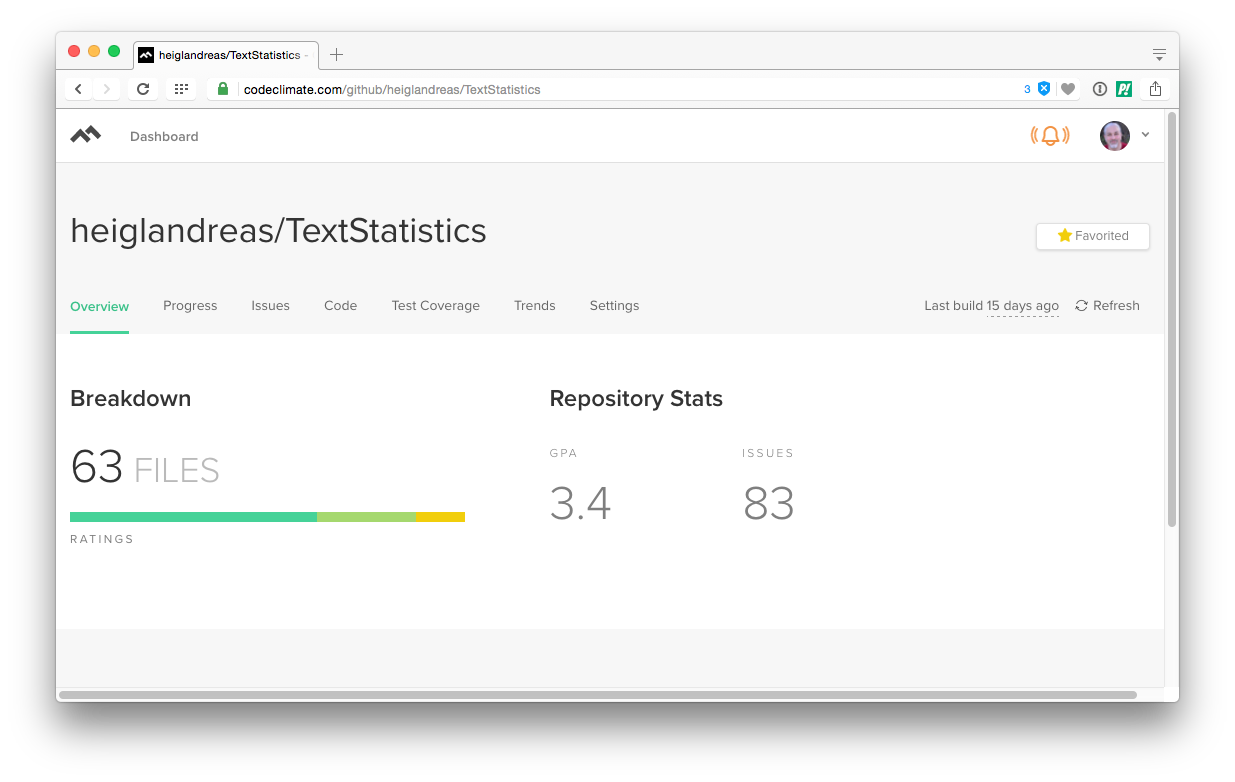 heiglandreas/TextStatistics -
codeclimate.com/github/heiglandreas/TextStatistics
3
Dashboard
heiglandreas/TextStatistics
Favorited
Overview Progress Issues Code Test Coverage Trends Settings Last build 15 days ago Refresh
Breakdown
63 FILES
RATINGS
Repository Stats
GPA
3.4
ISSUES
83